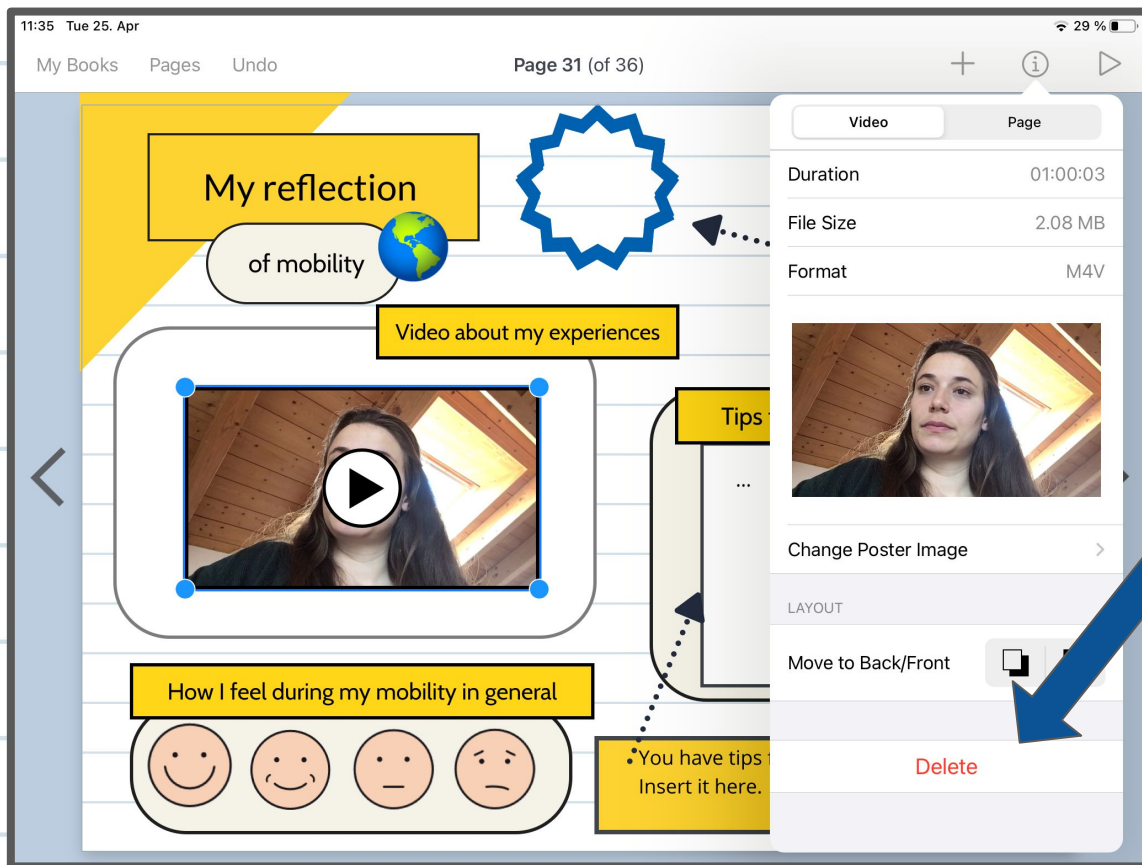 11:35 Tue 25. Apr
29 %
My Books Pages Undo
Page 31 (of 36)
My reflection
of mobility
Video about my experiences
Tips
...
How I feel during my mobility in general
You have tips
Insert it here.
Video Page
Duration 01:00:03
File Size 2.08 MB
Format M4V
Change Poster Image
LAYOUT
Move to Back/Front
Delete